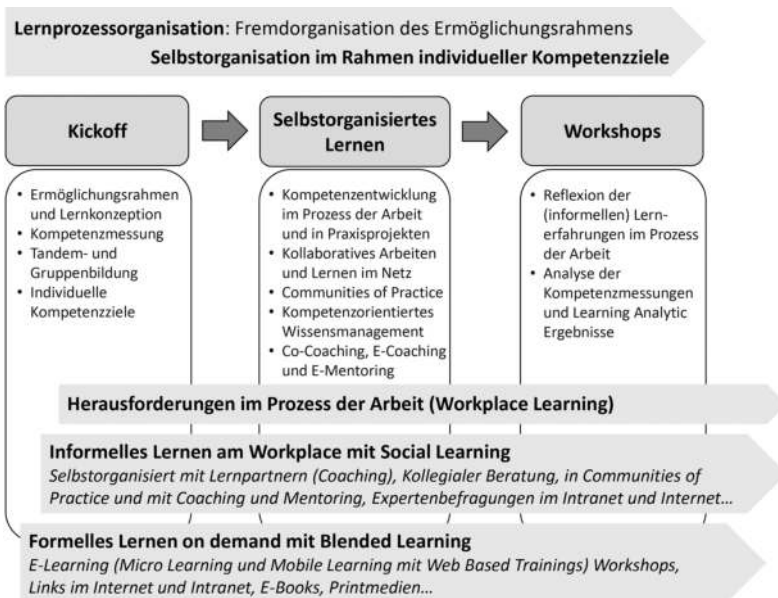 Lernprozessorganisation: Fremdorganisation des Ermöglichungsrahmens
Selbstorganisation im Rahmen individueller Kompetenzziele
Kickoff
Selbstorganisiertes
Lernen
Workshops
• Ermöglichungsrahmen
und Lernkonzeption
• Kompetenzmessung
• Tandem- und
Gruppenbildung
• Individuelle
Kompetenzziele
• Kompetenzentwicklung
im Prozess der Arbeit
und in Praxisprojekten
• Kollaboratives Arbeiten
und Lernen im Netz
• Communities of Practice
• Kompetenzorientiertes
Wissensmanagement
• Co-Coaching, E-Coaching
und E-Mentoring
• Reflexion der
(informellen) Lern-
erfahrungen im Prozess
der Arbeit
• Analyse der
Kompetenzmessungen
und Learning Analytic
Ergebnisse
Herausforderungen im Prozess der Arbeit (Workplace Learning)
Informelles Lernen am Workplace mit Social Learning
Selbstorganisiert mit Lernpartnern (Coaching), Kollegialer Beratung, in Communities of
Practice und mit Coaching und Mentoring, Expertenbefragungen im Intranet und Internet…
Formelles Lernen on demand mit Blended Learning
E-Learning (Micro Learning und Mobile Learning mit Web Based Trainings) Workshops,
Links im Internet und Intranet, E-Books, Printmedien…